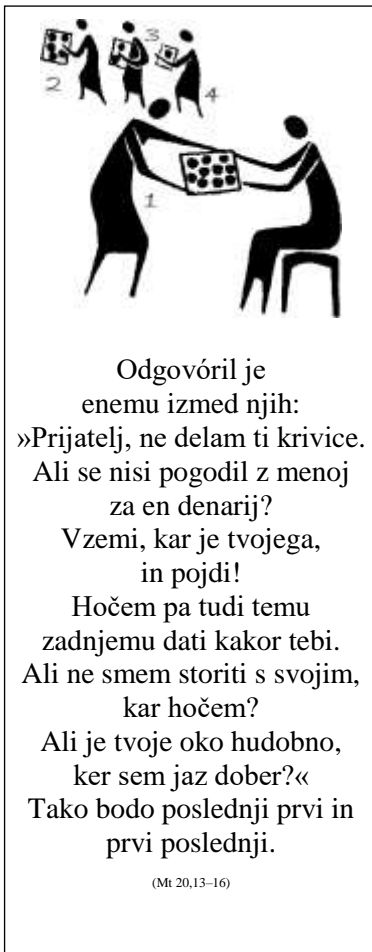 3
2
4
1
Odgovóril je
enemu izmed njih:
»Prijatelj, ne delam ti krivice.
Ali se nisi pogodil z menoj
za en denarij?
Vzemi, kar je tvojega,
in pojdi!
Hočem pa tudi temu
zadnjemu dati kakor tebi.
Ali ne smem storiti s svojim,
kar hočem?
Ali je tvoje oko hudobno,
ker sem jaz dober?«
Tako bodo poslednji prvi in
prvi poslednji.
(Mt 20,13–16)